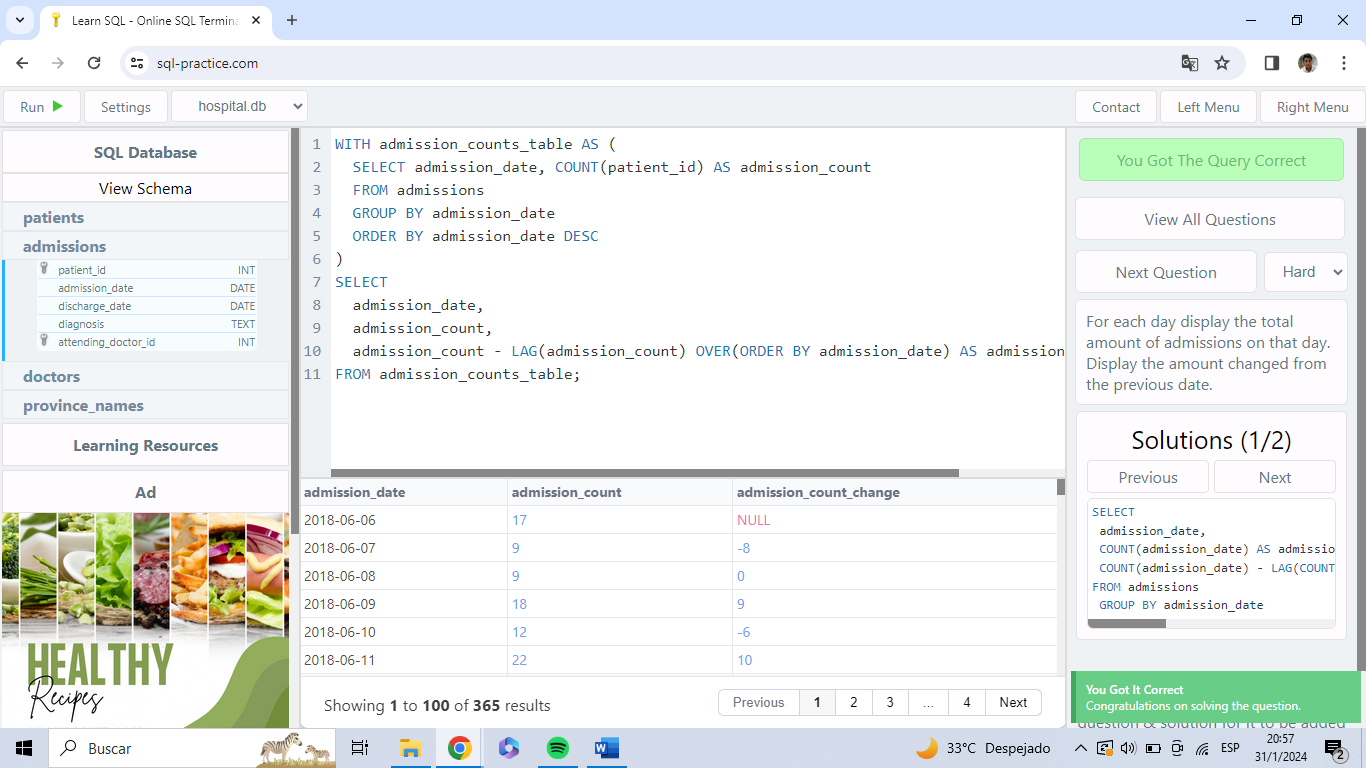 Learn SQL - Online SQL Termina
sql-practice.com
Run
Settings
hospital.db
Contact
Left Menu
Right Menu
SQL Database
View Schema
patients
admissions
patient_id INT
admission_date DATE
discharge_date DATE
diagnosis TEXT
attending_doctor_id INT
doctors
province_names
Learning Resources
Ad
HEALTHY
Recipes
1 WITH admission_counts_table AS (
2 SELECT admission_date, COUNT(patient_id) AS admission_count
3 FROM admissions
4 GROUP BY admission_date
5 ORDER BY admission_date DESC
6 )
7 SELECT
8 admission_date,
9 admission_count,
10 admission_count - LAG(admission_count) OVER(ORDER BY admission_date) AS admission
11 FROM admission_counts_table;
admission_date admission_count admission_count_change
2018-06-06 17 NULL
2018-06-07 9 -8
2018-06-08 9 0
2018-06-09 18 9
2018-06-10 12 -6
2018-06-11 22 10
Showing 1 to 100 of 365 results
Previous 1 2 3 ... 4 Next
You Got The Query Correct
View All Questions
Next Question
Hard
For each day display the total
amount of admissions on that day.
Display the amount changed from
the previous date.
Solutions (1/2)
Previous
Next
SELECT
admission_date,
COUNT(admission_date) AS admissio
COUNT(admission_date) - LAG(COUNT
FROM admissions
GROUP BY admission_date
You Got It Correct
Congratulations on solving the question.
question & solution for it to be added
Buscar
33°C Despejado
ESP
20:57
31/1/2024
2